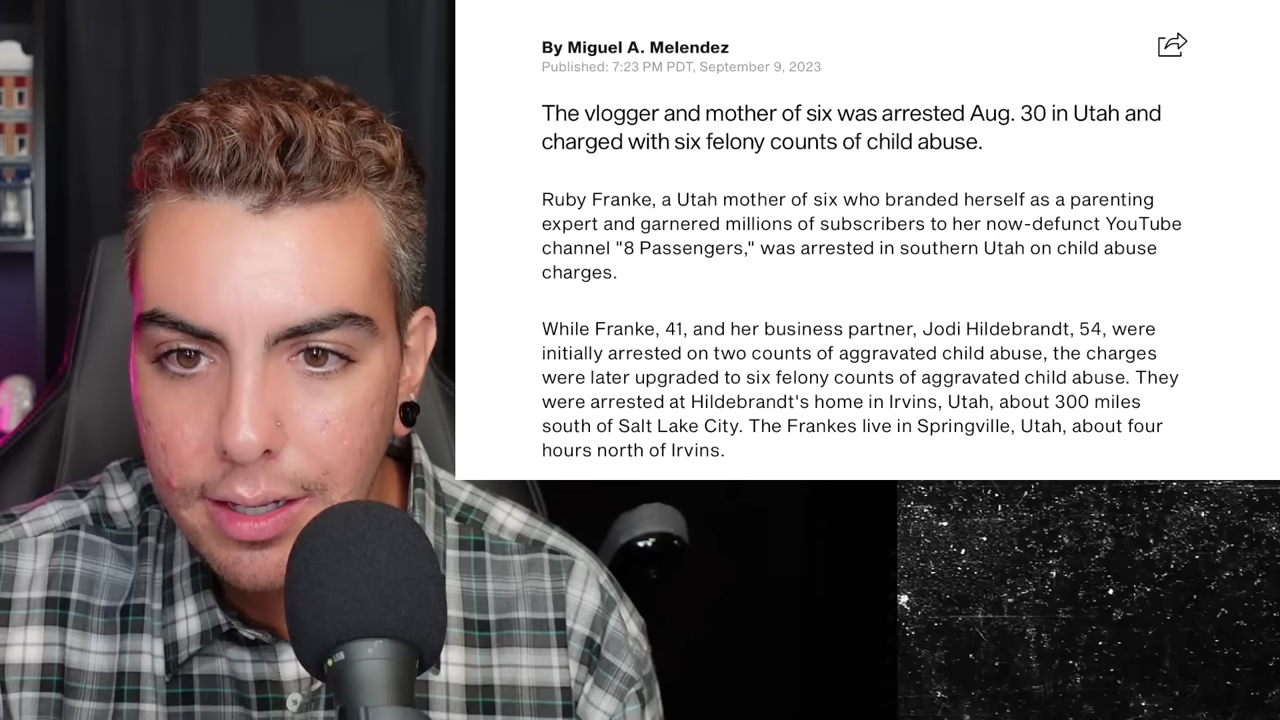 By Miguel A. Melendez
Published: 7:23 PM PDT, September 9, 2023
The vlogger and mother of six was arrested Aug. 30 in Utah and
charged with six felony counts of child abuse.
Ruby Franke, a Utah mother of six who branded herself as a parenting
expert and garnered millions of subscribers to her now-defunct YouTube
channel "8 Passengers," was arrested in southern Utah on child abuse
charges.
While Franke, 41, and her business partner, Jodi Hildebrandt, 54, were
initially arrested on two counts of aggravated child abuse, the charges
were later upgraded to six felony counts of aggravated child abuse. They
were arrested at Hildebrandt's home in Irvins, Utah, about 300 miles
south of Salt Lake City. The Frankes live in Springville, Utah, about four
hours north of Irvins.